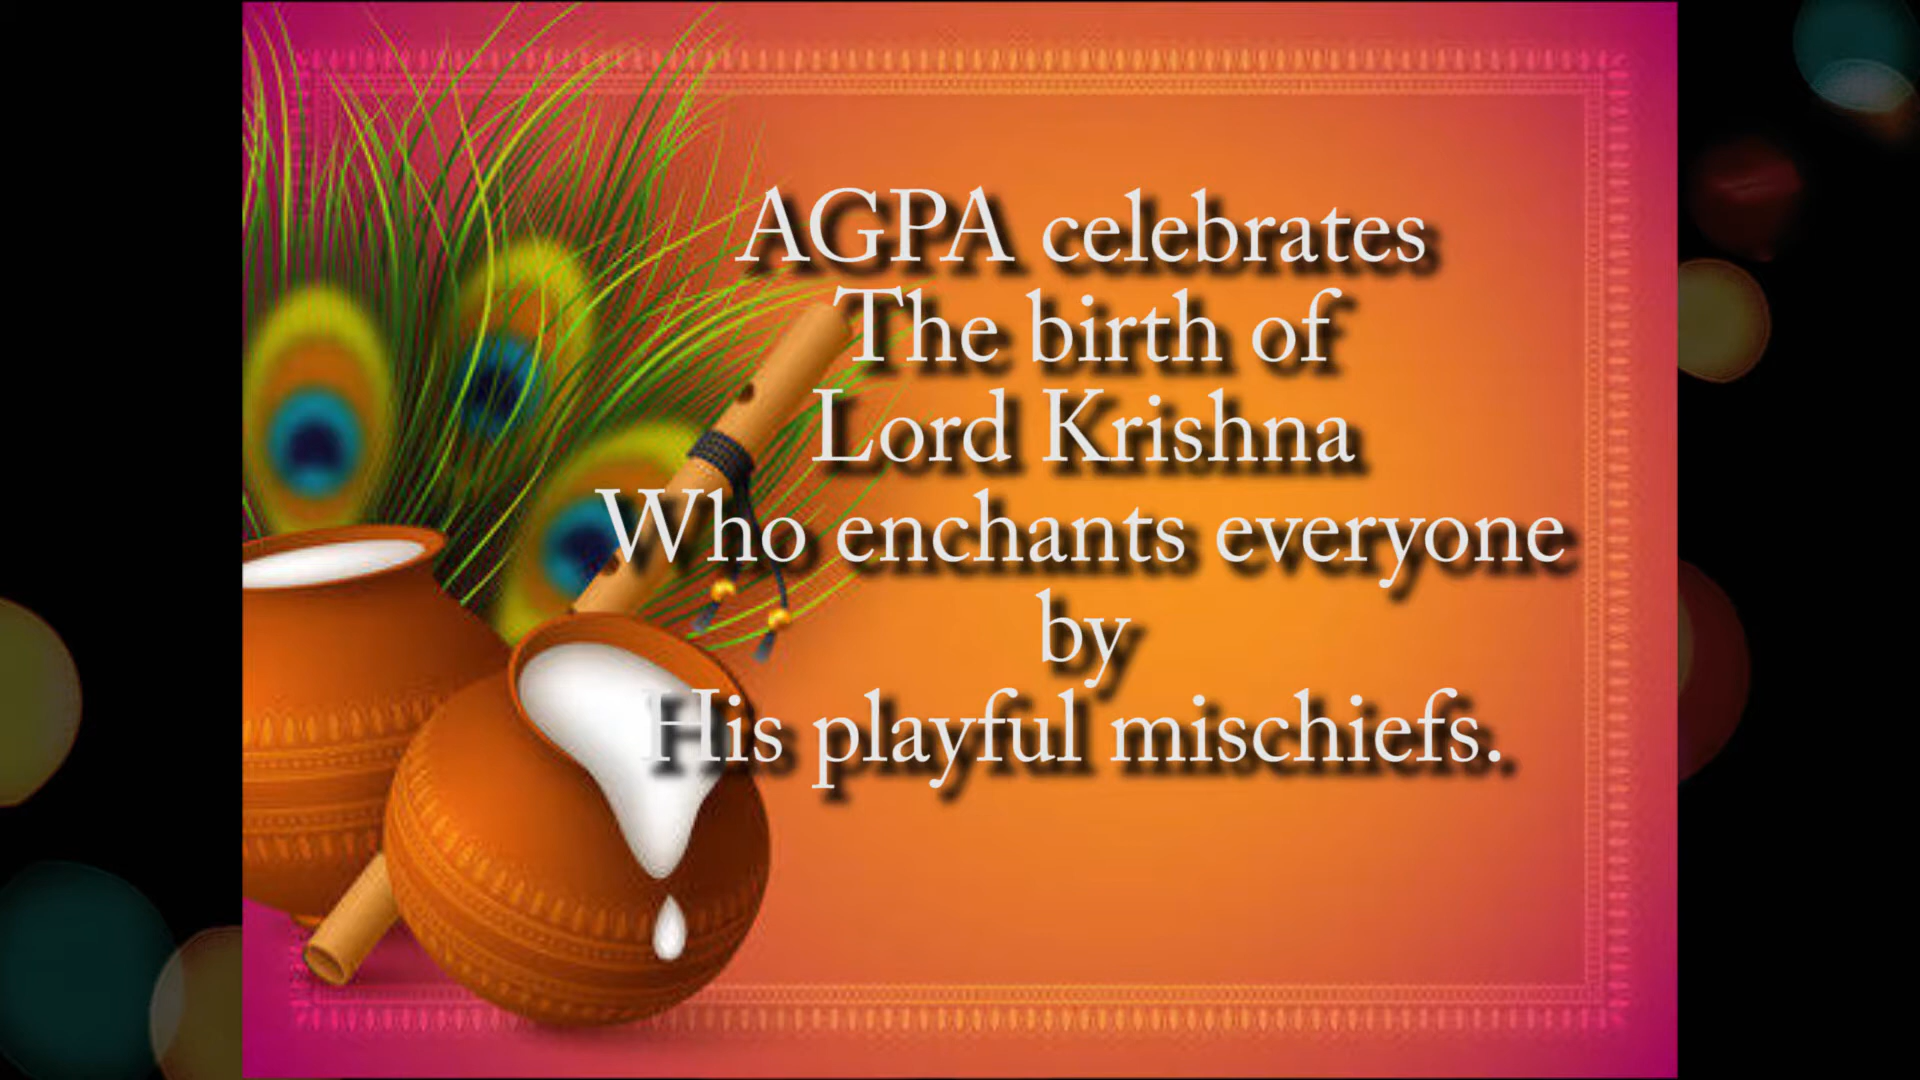 AGPA celebrates
The birth of
Lord Krishna
Who enchants everyone
by
His playful mischiefs.